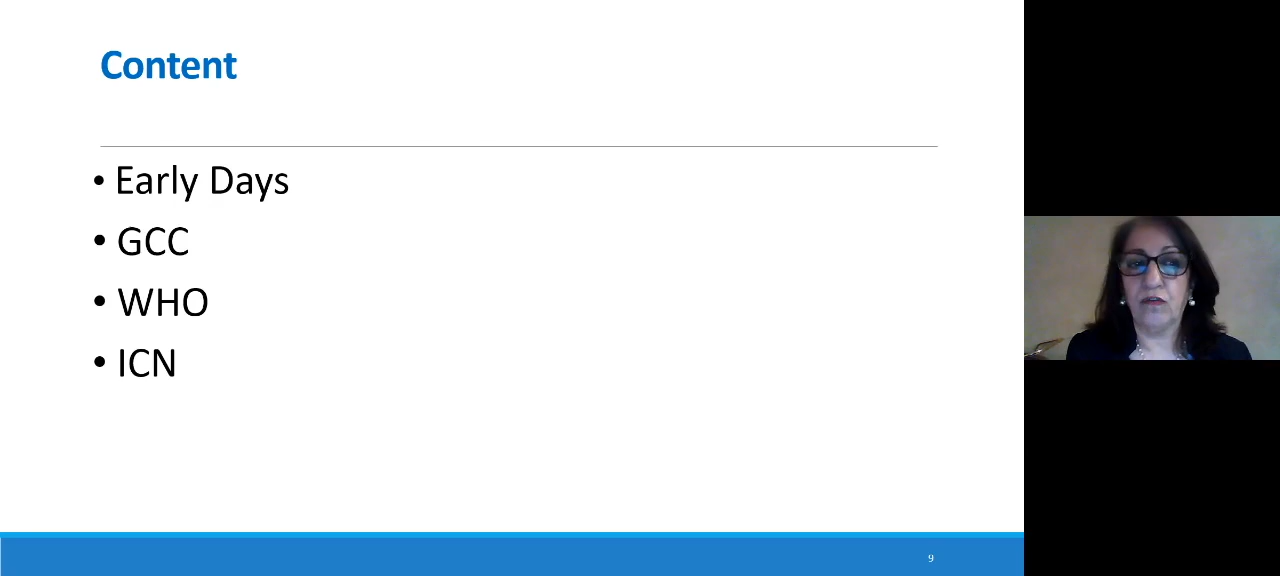 Content
• Early Days
• GCC
• WHO
• ICN
9